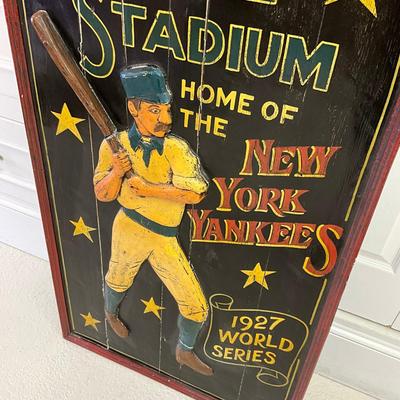 STADIUM
HOME OF
THE
NEW
YORK
YANKEES
1927
WORLD
SERIES